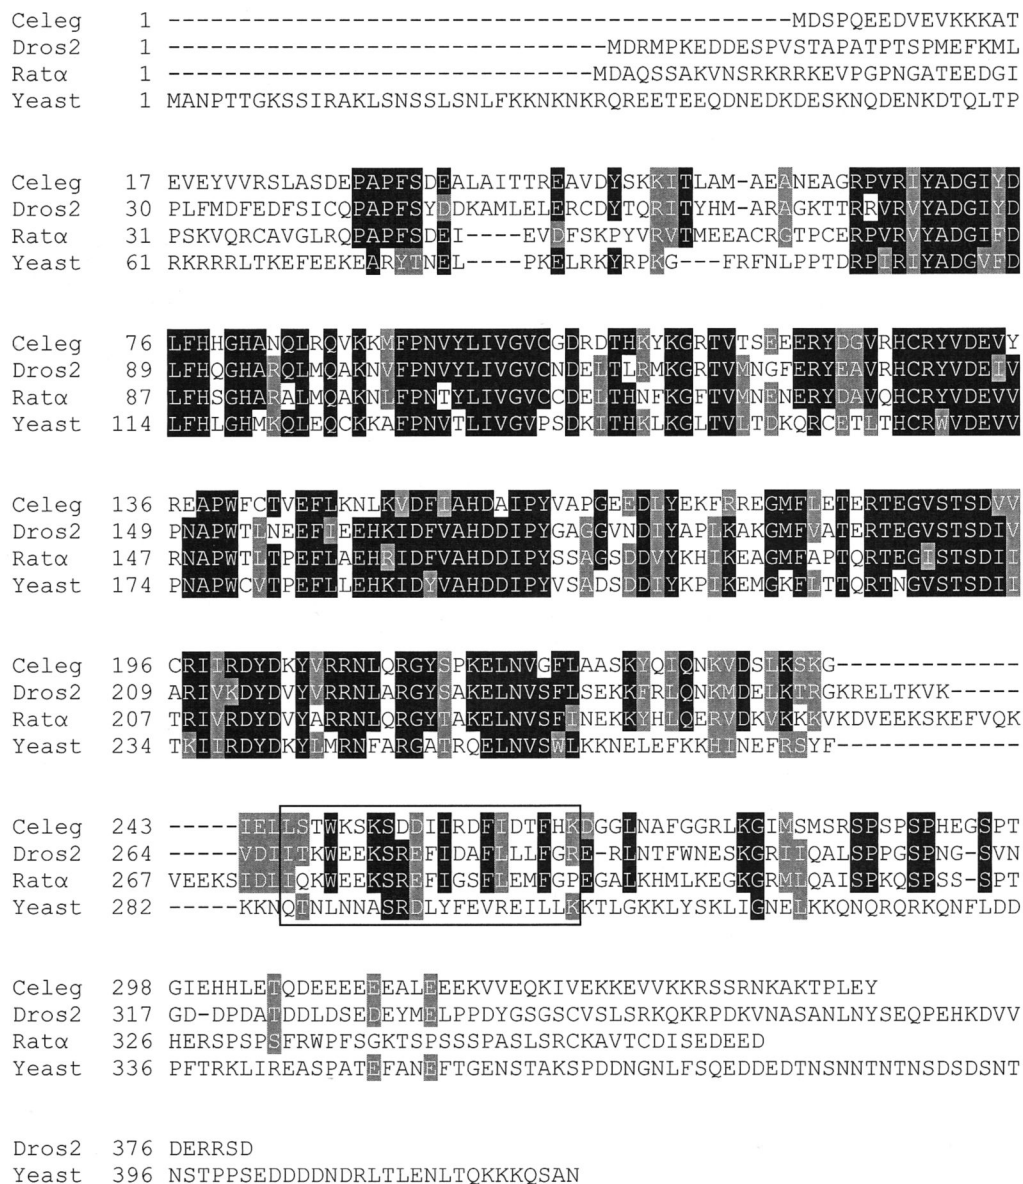 Celeg 1 -----------------------------------------MDSPQEEDVEVKKKAT
Dros2 1 -----------------------------MDRMPKEDDESPVSTAPATPTSPMEFKML
Ratα 1 ----------------------------MDAQSSAKVNSRKRRKEVPGPNGATEEDGI
Yeast 1 MANPTTGKSSIRAKLSNSSLSNLFKKNKNKRQREETEEQDNEDKDESKNQDENKDTQLTP
Celeg 17 EVEYVVRSLASDEPAPFSDEALAITTREAVDYSKKITLAM-AEANEAGRPVRIYADGIYD
Dros2 30 PLFMDFEDFSICQPAPFSYDDKAMLELERCDYTQRITYHM-ARAGKTTRRVRVYADGIYD
Ratα 31 PSKVQRCAVGLRQPAPFSDEI----EVDFSKPYVRVTMEEACRGTPCERPVRVYADGIFD
Yeast 61 RKRRRLTKEFEEKEARYTNEL----PKELRKYRPKG---FRFNLPPTDRPIRIYADGVFD
Celeg 76 LFHHGHANQLRQVKKMFPNVYLIVGVCGDRDTHKYKGRTVTSEEERYDGVRHCRYVDEVY
Dros2 89 LFHQGHARQLMQAKNVFPNVYLIVGVCNDELTLRMKGRTVMNGFERYEAVRHCRYVDEIV
Ratα 87 LFHSGHARALMQAKNLFPNTYLIVGVCCDELTHNFKGFTVMNENERYDAVQHCRYVDEVV
Yeast 114 LFHLGHMKQLEQCKKAFPNVTLIVGVPSDKITHKLKGLTVLTDKQRCETLTHCRWVDEVV
Celeg 136 REAPWFCTVEFLKNLKVDFIAHDAIPYVAPGEEDLYEKFRREGMFLETERTEGVSTSDVV
Dros2 149 PNAPWTLNEEFIEEHKIDFVAHDDIPYGAGGVNDIYAPLKAKGMFVATERTEGVSTSDIV
Ratα 147 RNAPWTLTPEFLAEHRIDFVAHDDIPYSSAGSDDVYKHIKEAGMFAPTQRTEGISTSDII
Yeast 174 PNAPWCVTPEFLLEHKIDYVAHDDIPYVSADSDDIYKPIKEMGKFLTTQRTNGVSTSDII
Celeg 196 CRIIRDYDKYVRRNLQRGYSPKELNVGFLAASKYQIQNKVDSLKSKG-------------
Dros2 209 ARIVKDYDVYVRRNLARGYSAKELNVSFLSEKKFRLQNKMDELKTRGKRELTKVK-----
Ratα 207 TRIVRDYDVYARRNLQRGYTAKELNVSFINEKKYHLQERVDKVKKKVKDVEEKSKEFVQK
Yeast 234 TKIIRDYDKYLMRNFARGATRQELNVSWLKKNELEFKKHINEFRSYF-------------
Celeg 243 -----IELLSTWKSKSDDIIRDFIDTFHKDGGLNAFGGRLKGIMSMSRSPSPSPHEGSPT
Dros2 264 -----VDIITKWEEKSREFIDAFLLLFGRE-RLNTFWNESKGRIIQALSPPGSPNG-SVN
Ratα 267 VEEKSIDLIQKWEEKSREFIGSFLEMFGPEGALKHMLKEGKGRMIQAISPKQSPSS-SPT
Yeast 282 -----KKNQTNLNNASRDLYFEVREILLKKTLGKKLYSKLIGNELKKQNQRQRKQNFLDD
Celeg 298 GIEHHLETQDEEEEEEALEEEKVVEQKIVEKKEVVKKRSSRNKAKTPLEY
Dros2 317 GD-DPDATDDLDSEDEYMELPPDYGSGSCVSLSRKQKRPDKVNASANLNYSEQPEHKDVV
Ratα 326 HERSPSPSFRWPFSGKTSPSSSPASLSRCKAVTCDISEDEED
Yeast 336 PFTRKLIREASPATEFANEFTGENSTAKSPDDNGNLFSQEDDEDTNSNNTNTNSDSDSNT
Dros2 376 DERRSD
Yeast 396 NSTPPSEDDDDNDRLTLENLTQKKKQSAN